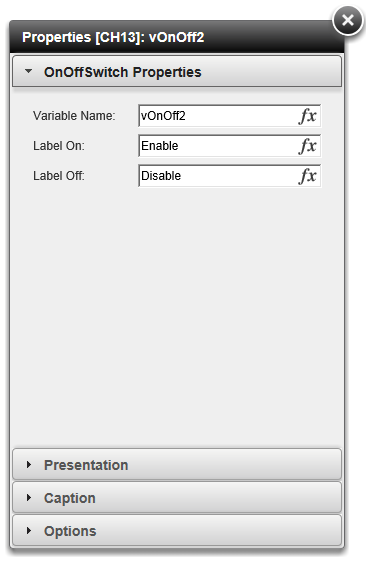 Properties [CH13]: vOnOff2
OnOffSwitch Properties
Variable Name: vOnOff2 fx
Label On: Enable fx
Label Off: Disable fx
Presentation
Caption
Options